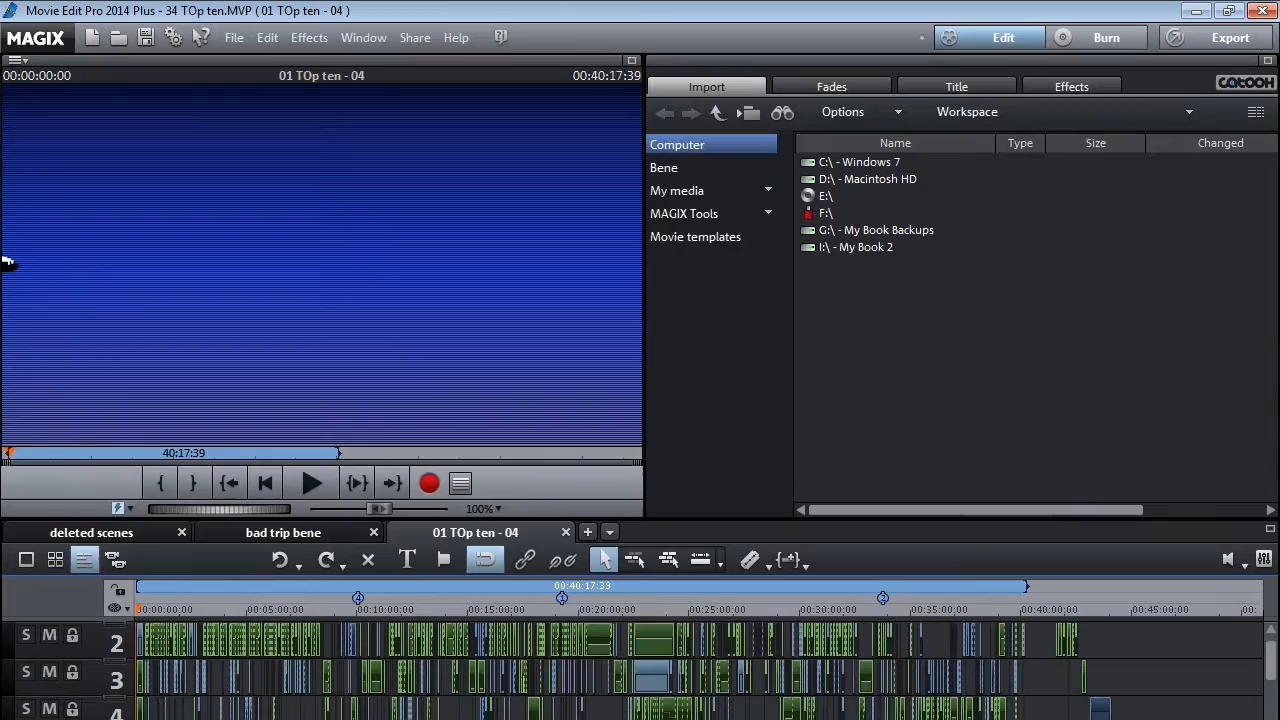 Movie Edit Pro 2014 Plus - 34 TOp ten.MVP ( 01 TOp ten - 04 )
MAGIX File Edit Effects Window Share Help Edit Burn Export
00:00:00:00 01 TOp ten - 04 00:40:17:39
Import Fades Title Effects catooh
Options Workspace
Computer
Bene
My media
MAGIX Tools
Movie templates
Name Type Size Changed
C:\ - Windows 7
D:\ - Macintosh HD
E:\
F:\
G:\ - My Book Backups
I:\ - My Book 2
40:17:39
100%
deleted scenes bad trip bene 01 TOp ten - 04
00:40:17:39
4 1 2
00:00:00:00 00:05:00:00 00:10:00:00 00:15:00:00 00:20:00:00 00:25:00:00 00:30:00:00 00:35:00:00 00:40:00:00 00:45:00:00 00:
S M 2
S M 3
S M 4